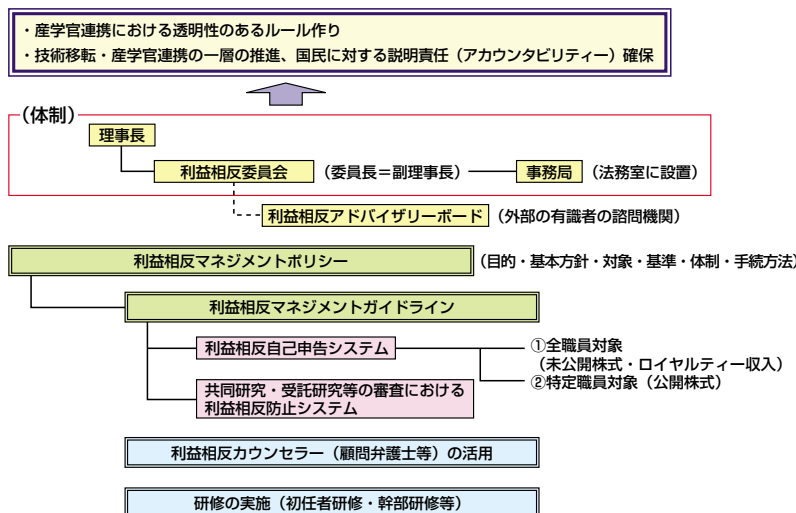 ・産学官連携における透明性のあるルール作り
・技術移転・産学官連携の一層の推進、国民に対する説明責任（アカウンタビリティー）確保
（体制）
理事長
利益相反委員会 （委員長＝副理事長） 事務局 （法務室に設置）
利益相反アドバイザリーボード （外部の有識者の諮問機関）
利益相反マネジメントポリシー （目的・基本方針・対象・基準・体制・手続方法）
利益相反マネジメントガイドライン
利益相反自己申告システム ①全職員対象
（未公開株式・ロイヤルティー収入）
②特定職員対象（公開株式）
共同研究・受託研究等の審査における
利益相反防止システム
利益相反カウンセラー（顧問弁護士等）の活用
研修の実施（初任者研修・幹部研修等）